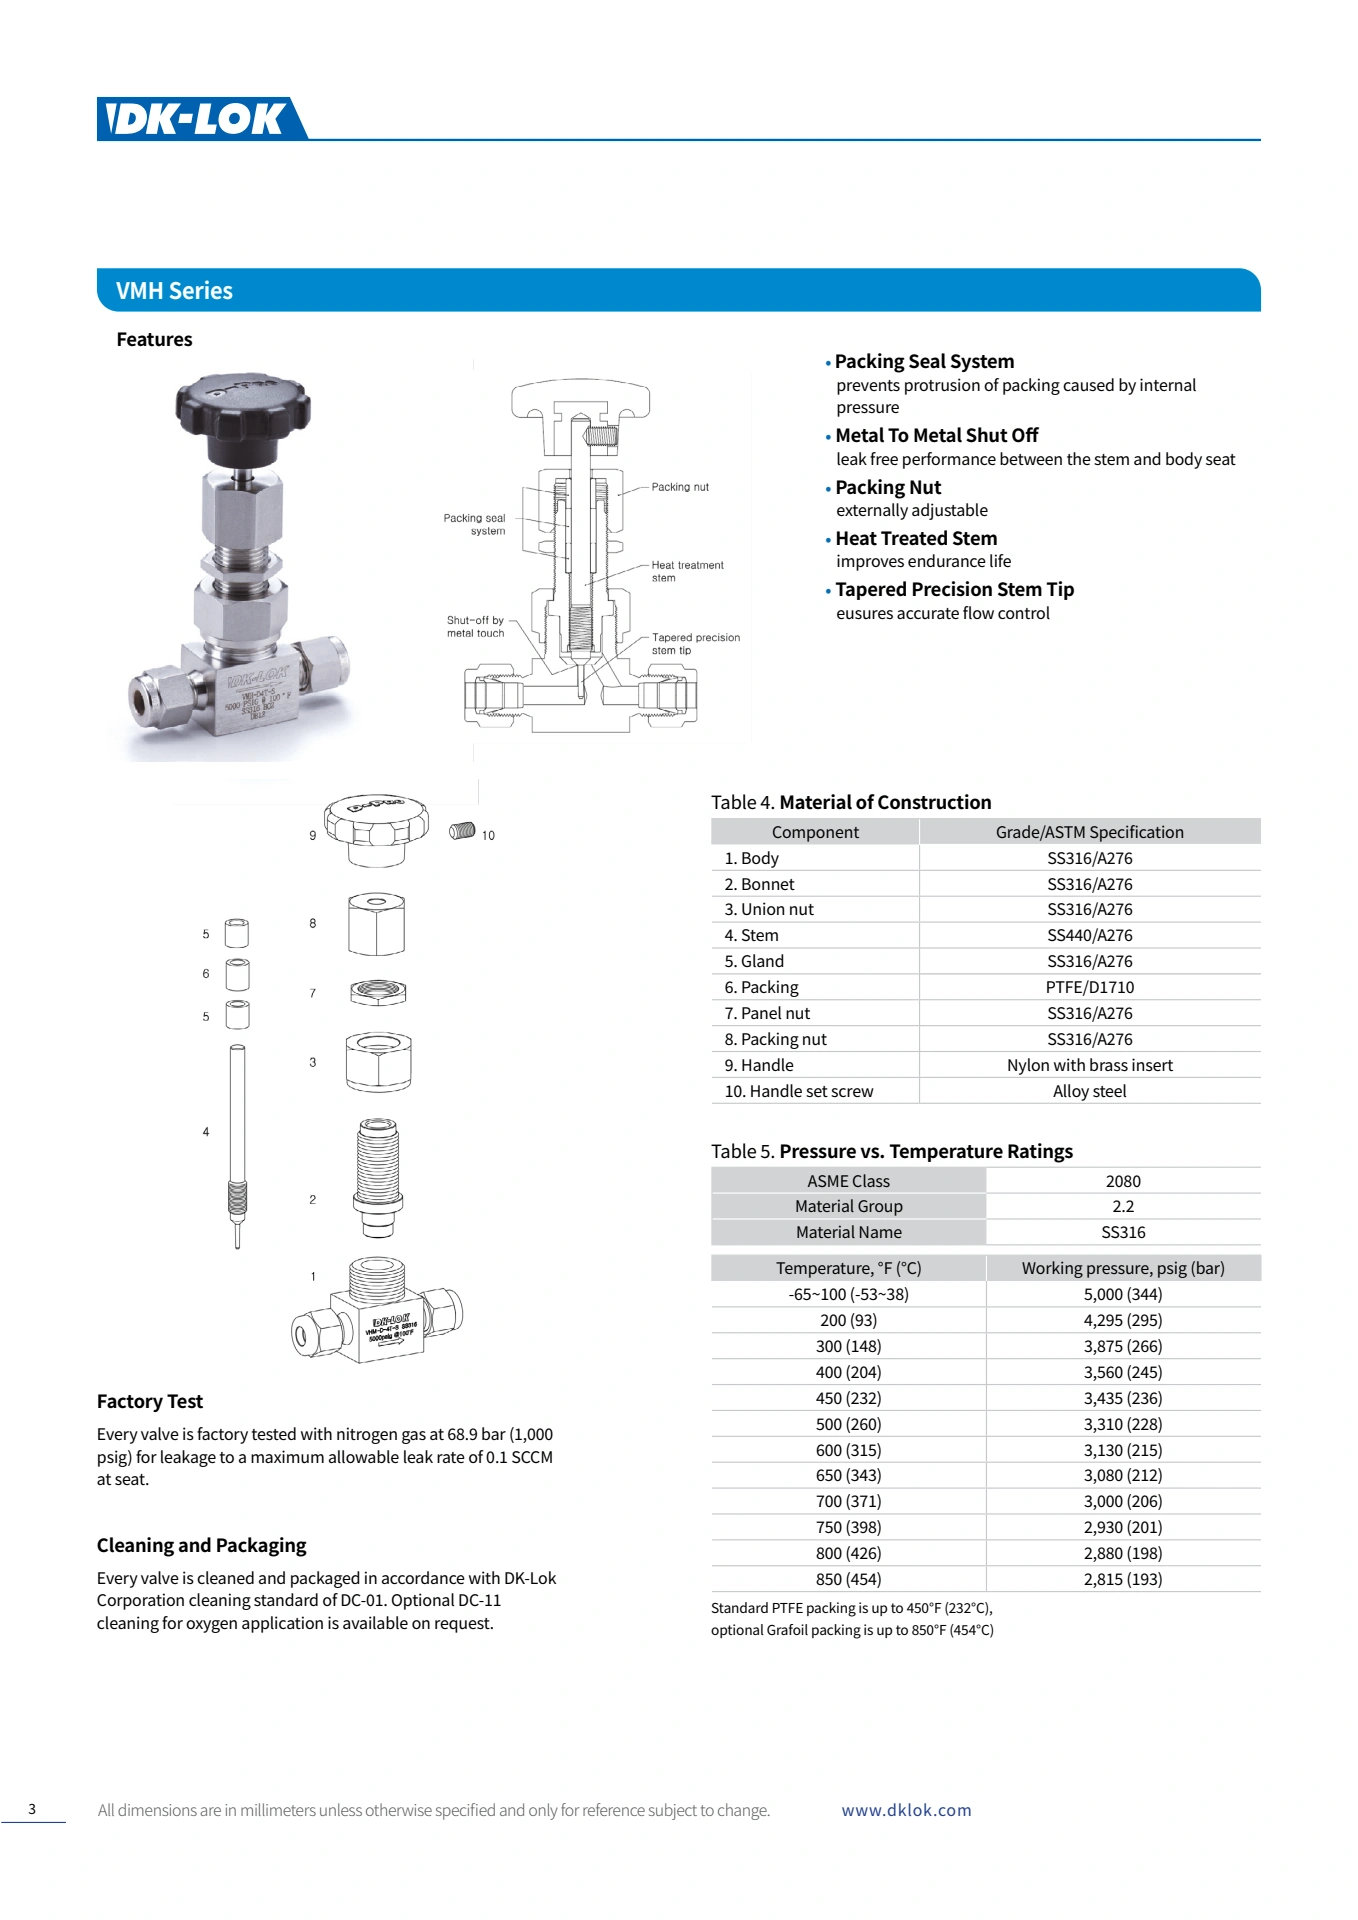 DK-LOK
VMH Series
Features
D-Pro
DK-LOK
VMH-D-4T-S
5000 PSIG @ 100°F
Packing nut
Packing seal
system
Heat treatment
stem
Shut-off by
metal touch
Tapered precision
stem tip
• Packing Seal System
prevents protrusion of packing caused by internal
pressure
• Metal To Metal Shut Off
leak free performance between the stem and body seat
• Packing Nut
externally adjustable
• Heat Treated Stem
improves endurance life
• Tapered Precision Stem Tip
eusures accurate flow control
D-Pro
9
10
8
5
6
7
5
3
4
2
1
DK-LOK
VHM-D-4T-S SS316
5000psig @100°F
Table 4. Material of Construction
Component Grade/ASTM Specification
1. Body SS316/A276
2. Bonnet SS316/A276
3. Union nut SS316/A276
4. Stem SS440/A276
5. Gland SS316/A276
6. Packing PTFE/D1710
7. Panel nut SS316/A276
8. Packing nut SS316/A276
9. Handle Nylon with brass insert
10. Handle set screw Alloy steel
Table 5. Pressure vs. Temperature Ratings
ASME Class 2080
Material Group 2.2
Material Name SS316
Temperature, °F (°C) Working pressure, psig (bar)
-65~100 (-53~38) 5,000 (344)
200 (93) 4,295 (295)
300 (148) 3,875 (266)
400 (204) 3,560 (245)
450 (232) 3,435 (236)
500 (260) 3,310 (228)
600 (315) 3,130 (215)
650 (343) 3,080 (212)
700 (371) 3,000 (206)
750 (398) 2,930 (201)
800 (426) 2,880 (198)
850 (454) 2,815 (193)
Standard PTFE packing is up to 450°F (232°C),
optional Grafoil packing is up to 850°F (454°C)
Factory Test
Every valve is factory tested with nitrogen gas at 68.9 bar (1,000
psig) for leakage to a maximum allowable leak rate of 0.1 SCCM
at seat.
Cleaning and Packaging
Every valve is cleaned and packaged in accordance with DK-Lok
Corporation cleaning standard of DC-01. Optional DC-11
cleaning for oxygen application is available on request.
3
All dimensions are in millimeters unless otherwise specified and only for reference subject to change.
www.dklok.com